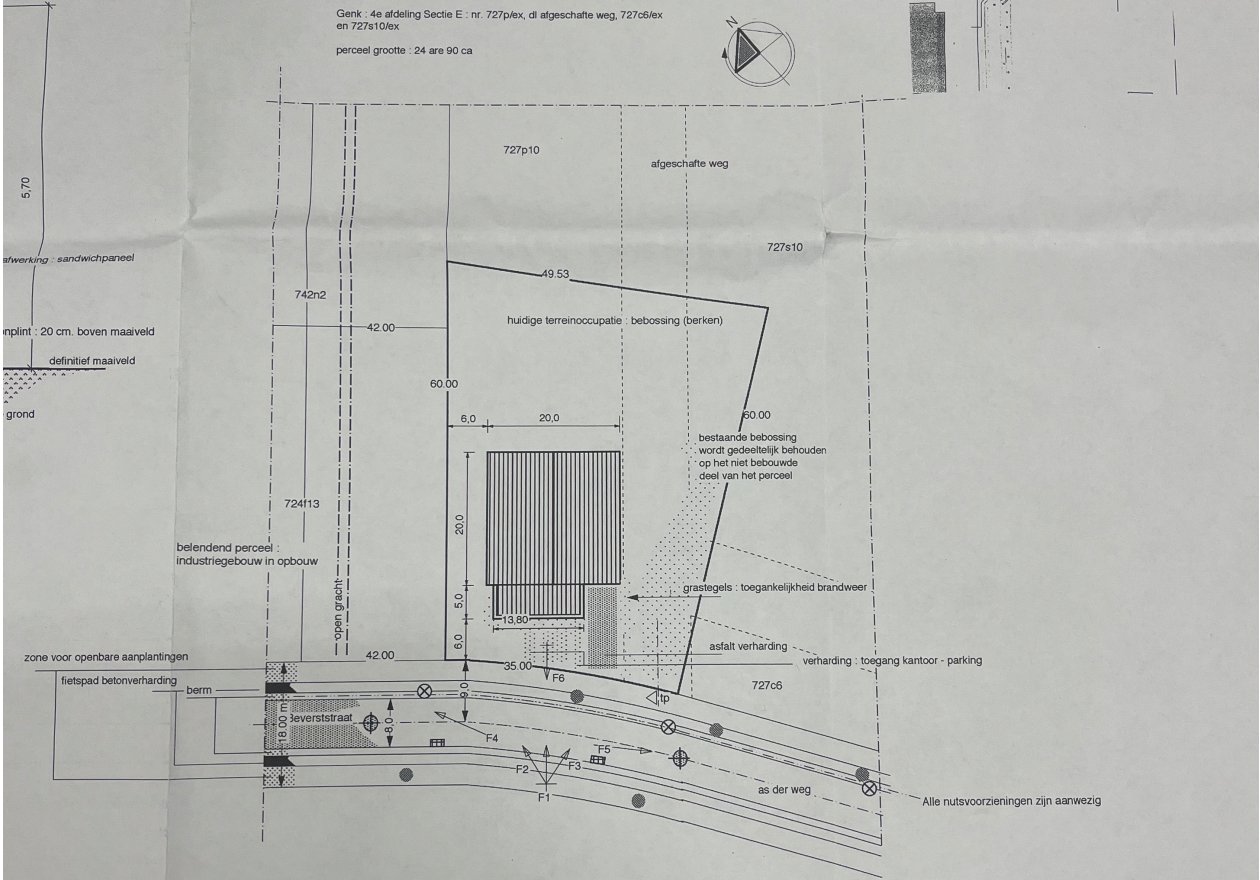 Genk : 4e afdeling Sectie E : nr. 727p/ex, dl afgeschafte weg, 727c6/ex
en 727s10/ex
perceel grootte : 24 are 90 ca
N
5,70
727p10
afgeschafte weg
727s10
afwerking : sandwichpaneel
49.53
742n2
huidige terreinoccupatie : bebossing (berken)
42.00
nplint : 20 cm. boven maaiveld
definitief maaiveld
60.00
grond
6,0
20,0
60.00
bestaande bebossing
wordt gedeeltelijk behouden
op het niet bebouwde
deel van het perceel
724f13
20,0
belendend perceel :
industriegebouw in opbouw
open gracht
5,0
grastegels : toegankelijkheid brandweer
13,80
6,0
asfalt verharding
zone voor openbare aanplantingen
42.00
35.00
verharding : toegang kantoor - parking
F6
fietspad betonverharding
berm
9,0
tp
727c6
18.00 m
Beverststraat
8,0
F4
F5
F2
F3
F1
as der weg
Alle nutsvoorzieningen zijn aanwezig